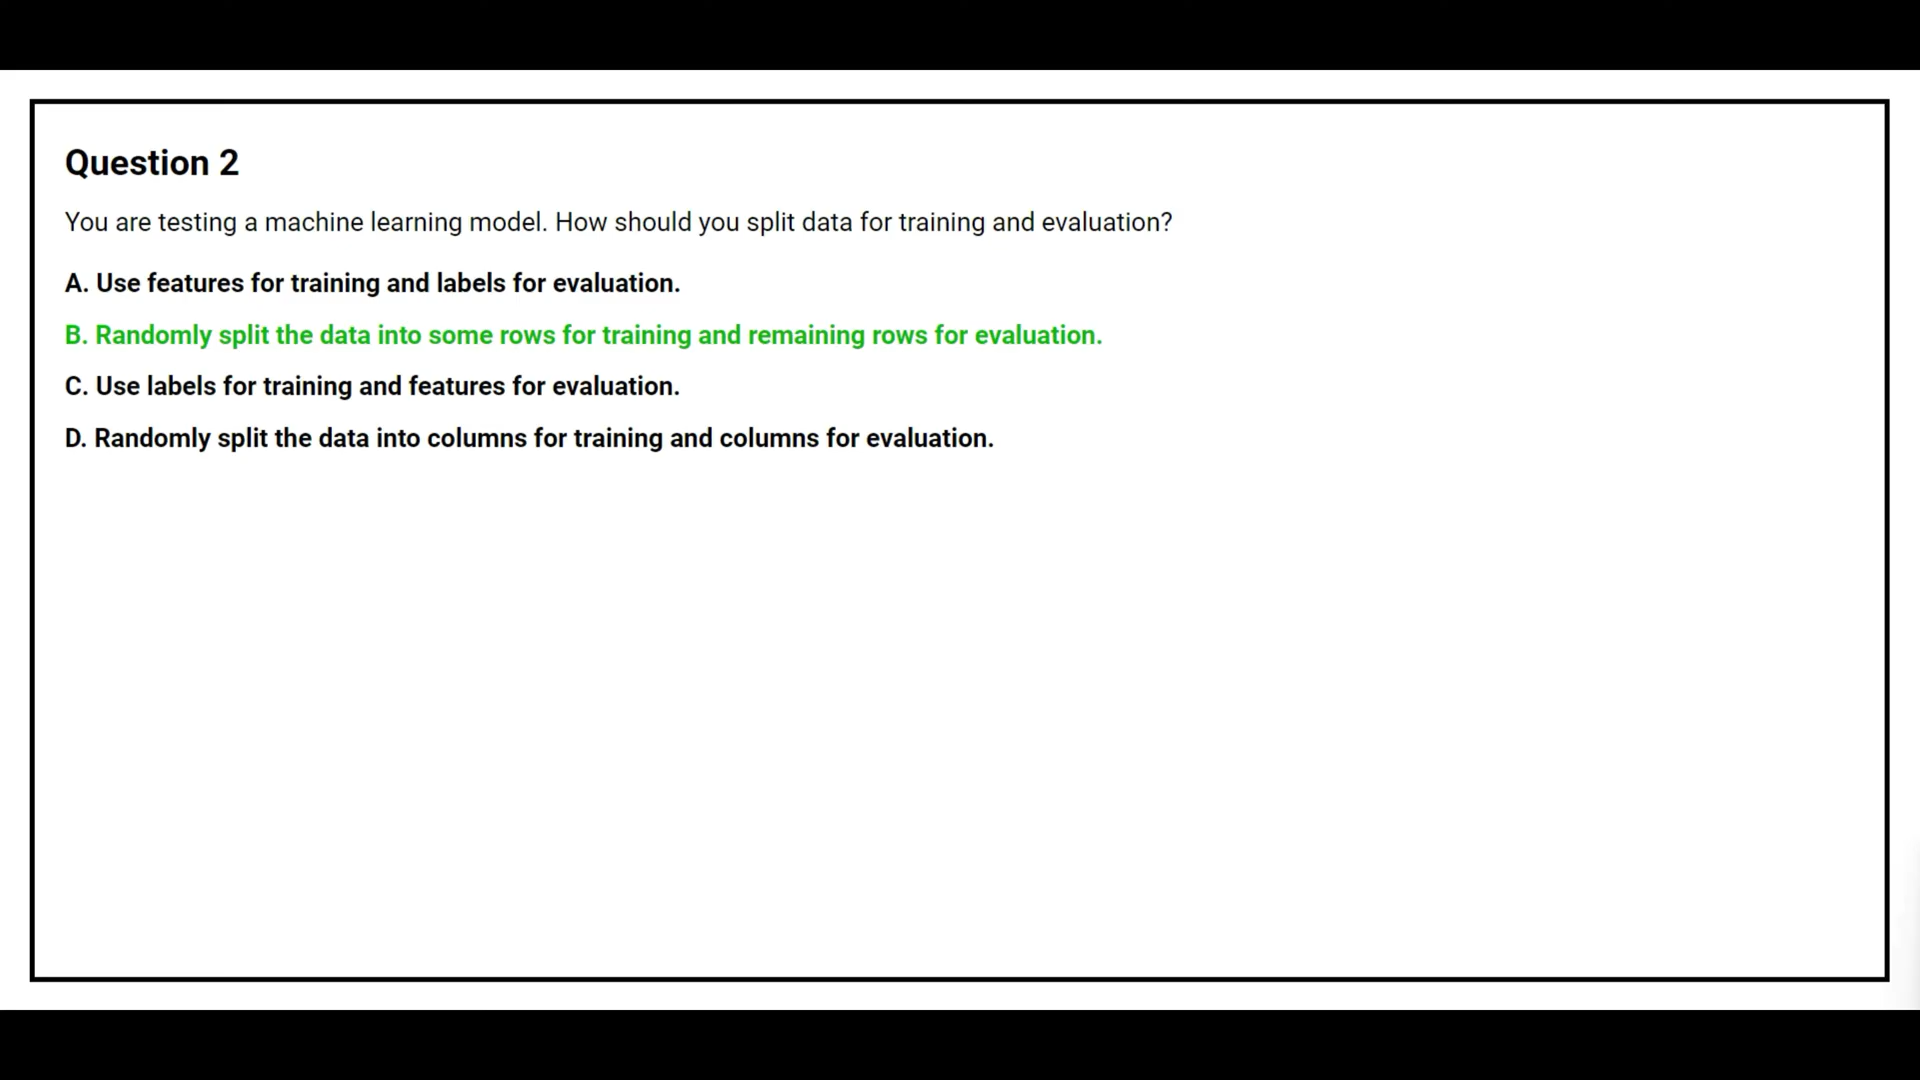 Question 2
You are testing a machine learning model. How should you split data for training and evaluation?
A. Use features for training and labels for evaluation.
B. Randomly split the data into some rows for training and remaining rows for evaluation.
C. Use labels for training and features for evaluation.
D. Randomly split the data into columns for training and columns for evaluation.